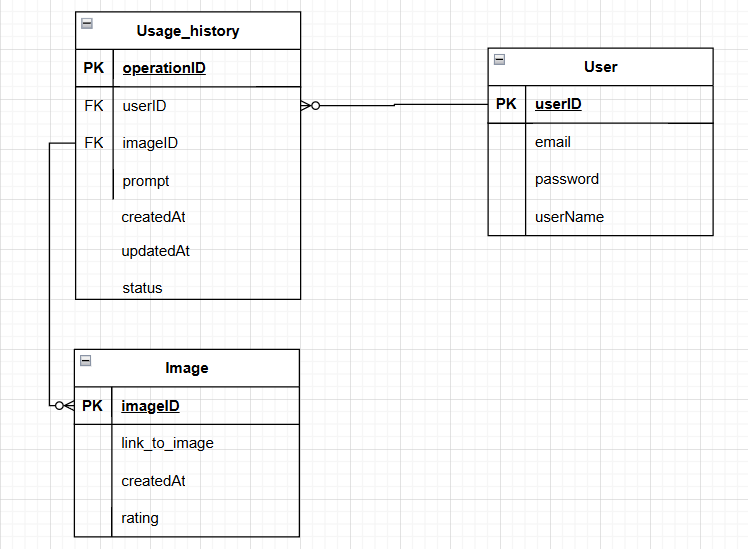 Usage_history
PK operationID
FK userID
FK imageID
prompt
createdAt
updatedAt
status
User
PK userID
email
password
userName
Image
PK imageID
link_to_image
createdAt
rating